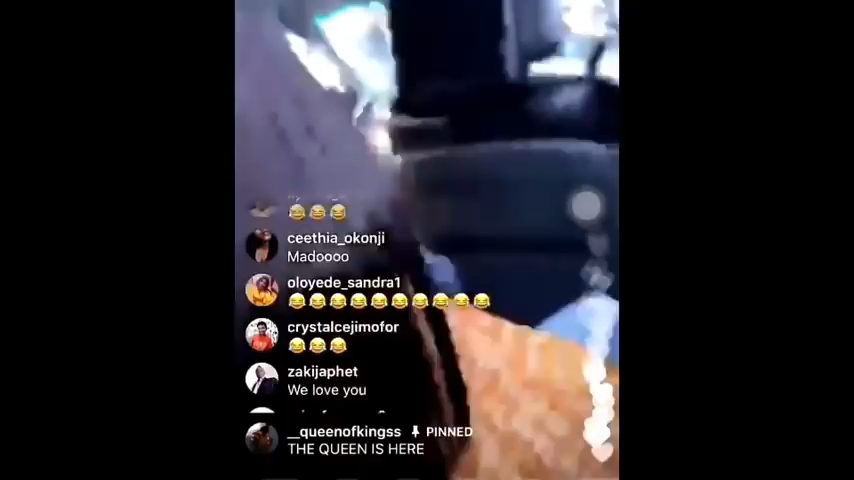 😂😂😂
ceethia_okonji
Madoooo
oloyede_sandra1
😂😂😂😂😂😂😂😂😂😂
crystalcejimofor
😂😂😂
zakijaphet
We love you
__queenofkingss PINNED
THE QUEEN IS HERE